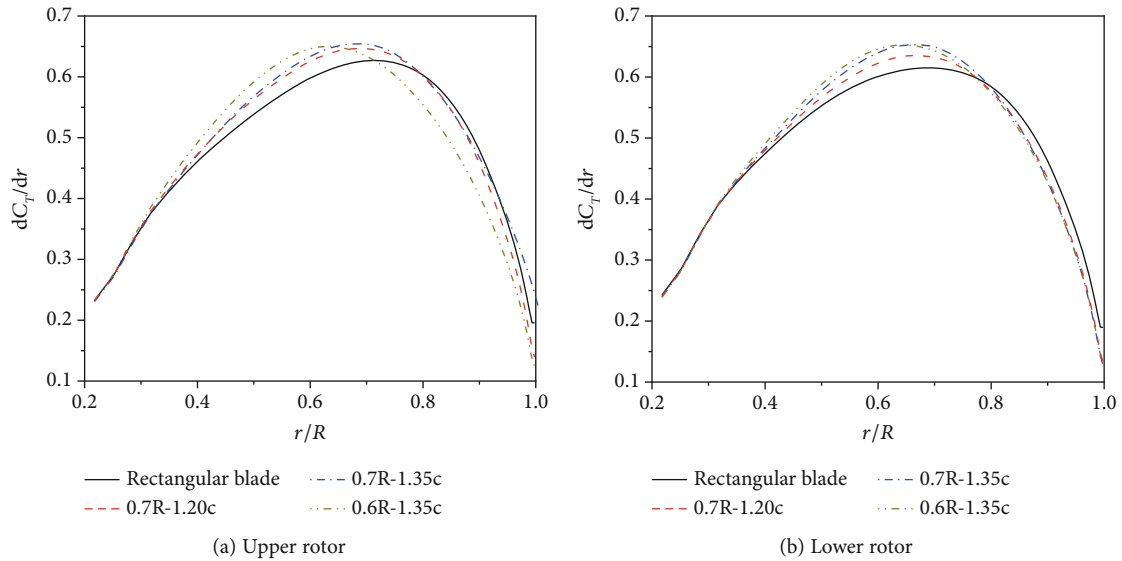 0.7
0.6
0.5
0.4
0.3
0.2
0.1
dC_T/dr
0.2 0.4 0.6 0.8 1.0
r/R
Rectangular blade
0.7R-1.20c
0.7R-1.35c
0.6R-1.35c
(a) Upper rotor
0.7
0.6
0.5
0.4
0.3
0.2
0.1
dC_T/dr
0.2 0.4 0.6 0.8 1.0
r/R
Rectangular blade
0.7R-1.20c
0.7R-1.35c
0.6R-1.35c
(b) Lower rotor